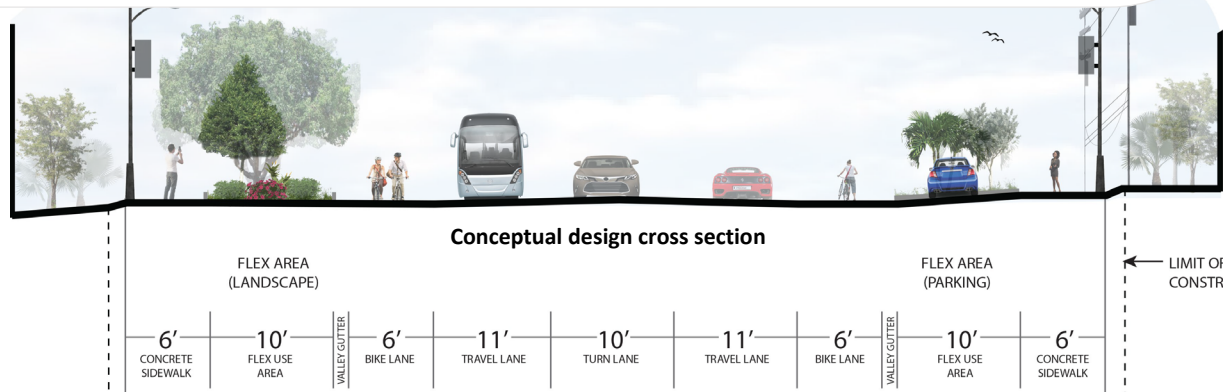 Conceptual design cross section
FLEX AREA
(LANDSCAPE)
FLEX AREA
(PARKING)
LIMIT OF
CONSTR
6’
CONCRETE
SIDEWALK
10’
FLEX USE
AREA
VALLEY GUTTER
6’
BIKE LANE
11’
TRAVEL LANE
10’
TURN LANE
11’
TRAVEL LANE
6’
BIKE LANE
VALLEY GUTTER
10’
FLEX USE
AREA
6’
CONCRETE
SIDEWALK